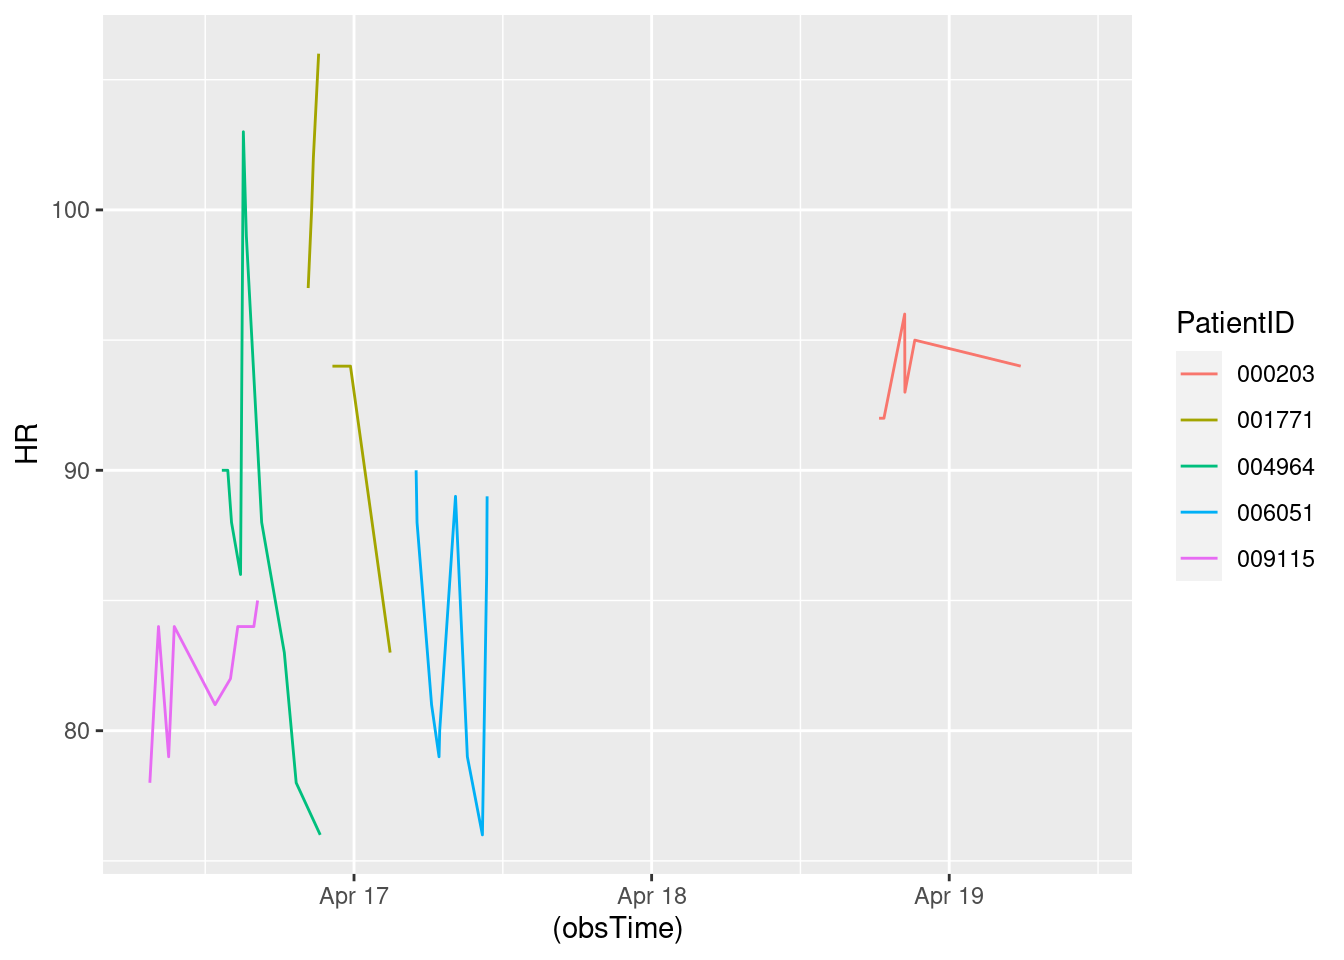 HR
100
90
80
Apr 17
Apr 18
Apr 19
(obsTime)
PatientID
000203
001771
004964
006051
009115